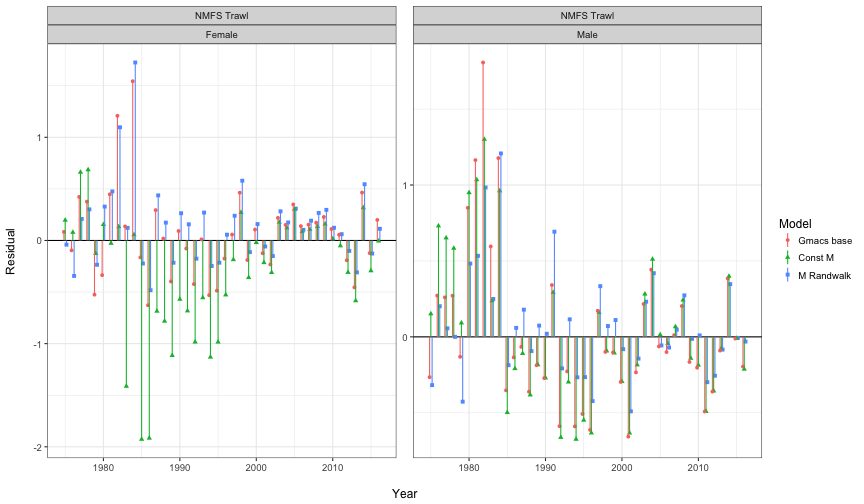 NMFS Trawl
NMFS Trawl
Female
Male
Residual
1
0
-1
-2
1
0
1980
1990
2000
2010
1980
1990
2000
2010
Year
Model
Gmacs base
Const M
M Randwalk